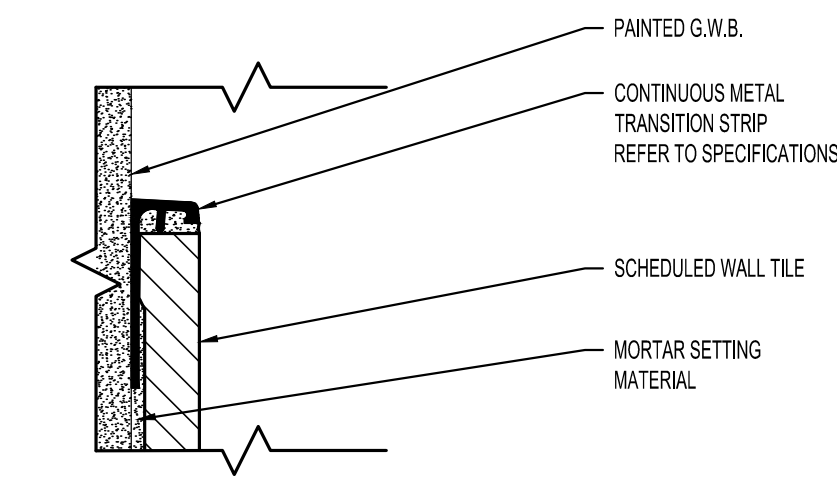 PAINTED G.W.B.
CONTINUOUS METAL
TRANSITION STRIP
REFER TO SPECIFICATIONS
SCHEDULED WALL TILE
MORTAR SETTING
MATERIAL